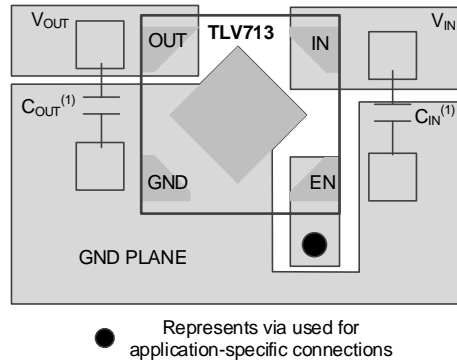 VOUT
OUT
TLV713
IN
VIN
COUT(1)
CIN(1)
GND
EN
GND PLANE
Represents via used for
application-specific connections